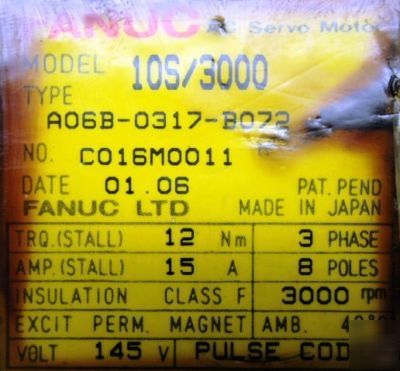 FANUC AC Servo Motor
MODEL 10S/3000
TYPE
A06B-0317-B072
NO. C016M0011
DATE 01.06 PAT. PEND
FANUC LTD MADE IN JAPAN
TRQ.(STALL) 12 Nm 3 PHASE
AMP.(STALL) 15 A 8 POLES
INSULATION CLASS F 3000 rpm
EXCIT PERM. MAGNET AMB.
VOLT 145 V PULSE